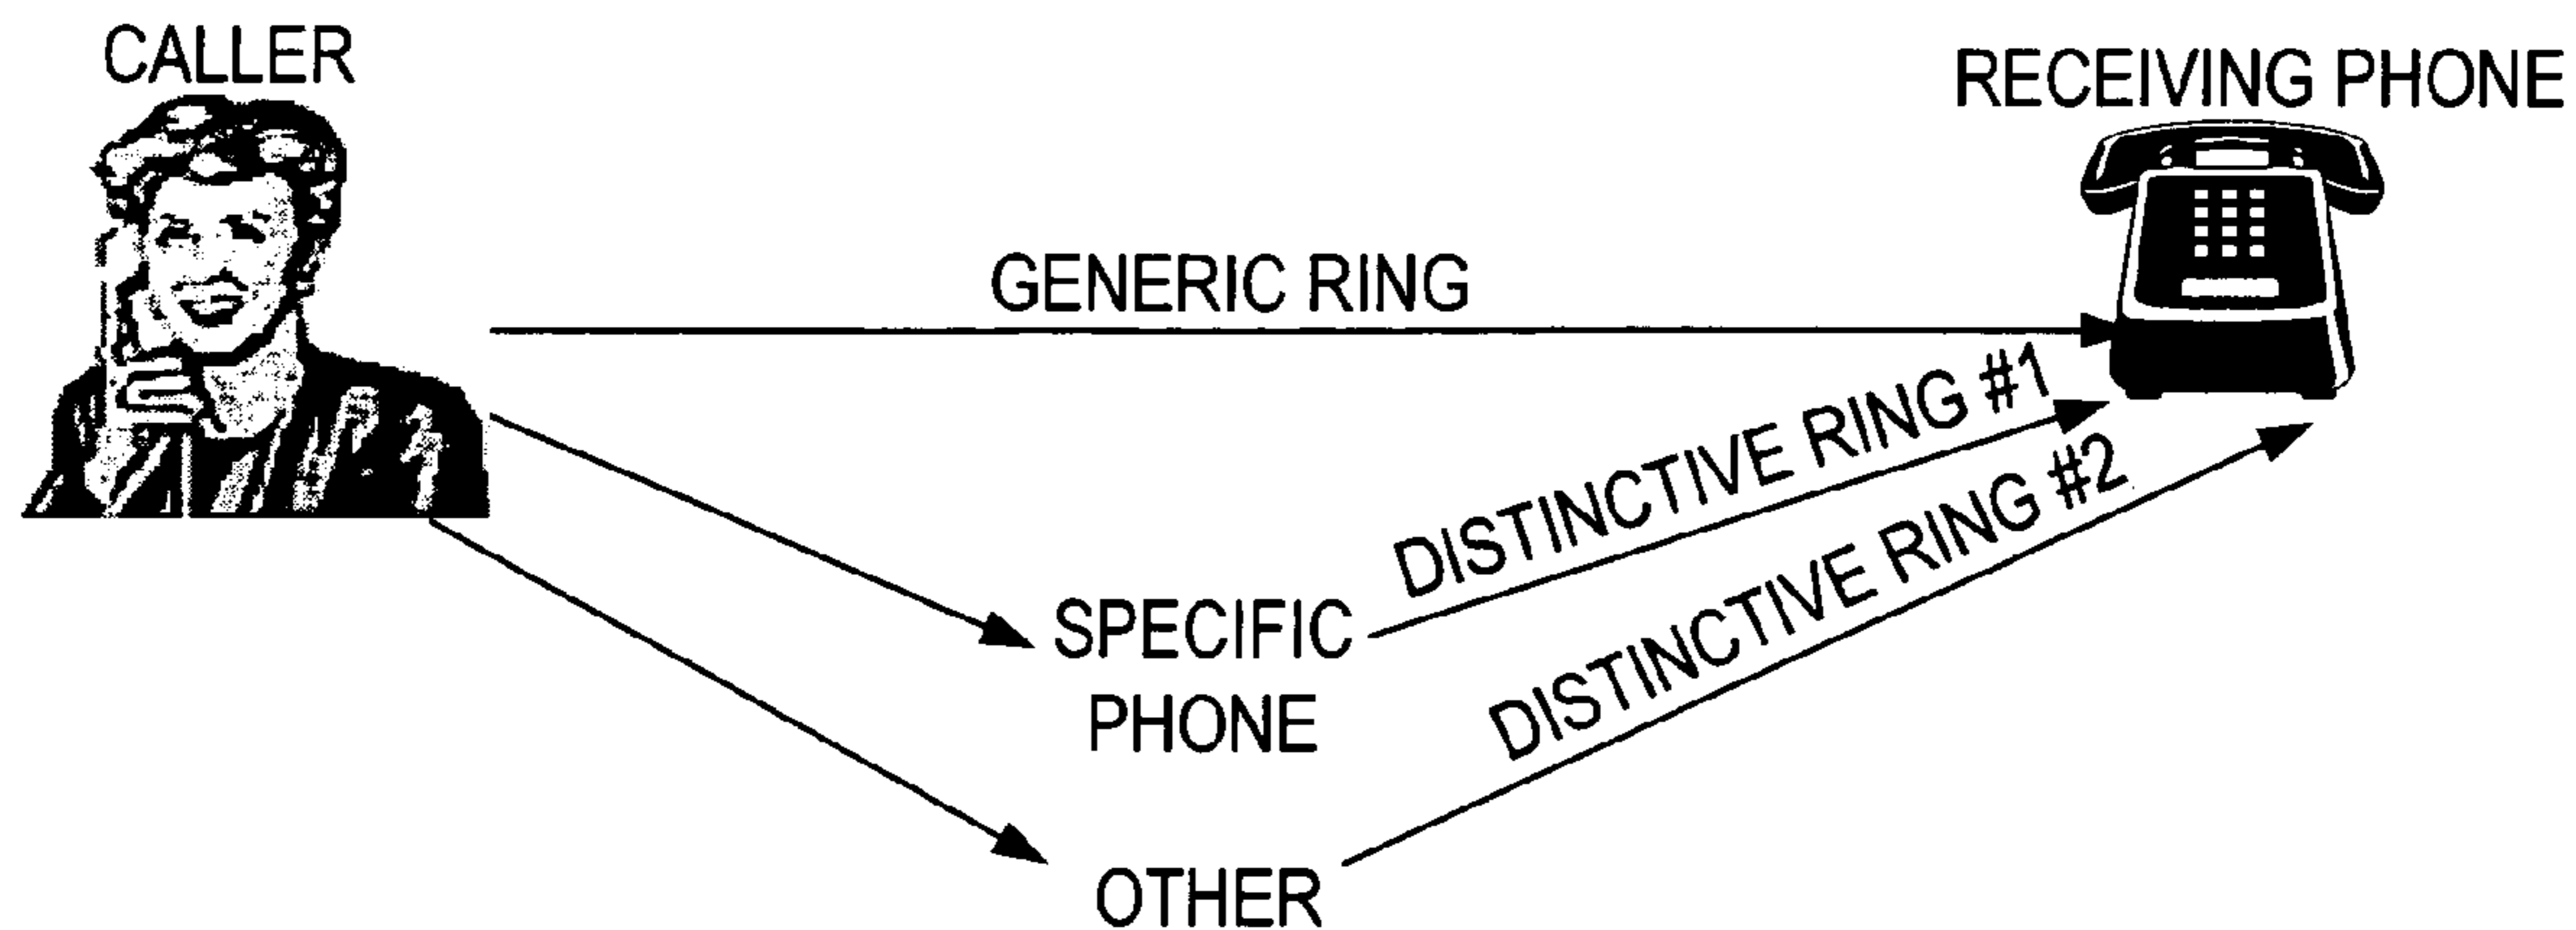 CALLER
RECEIVING PHONE
GENERIC RING
DISTINCTIVE RING #1
DISTINCTIVE RING #2
SPECIFIC
PHONE
OTHER